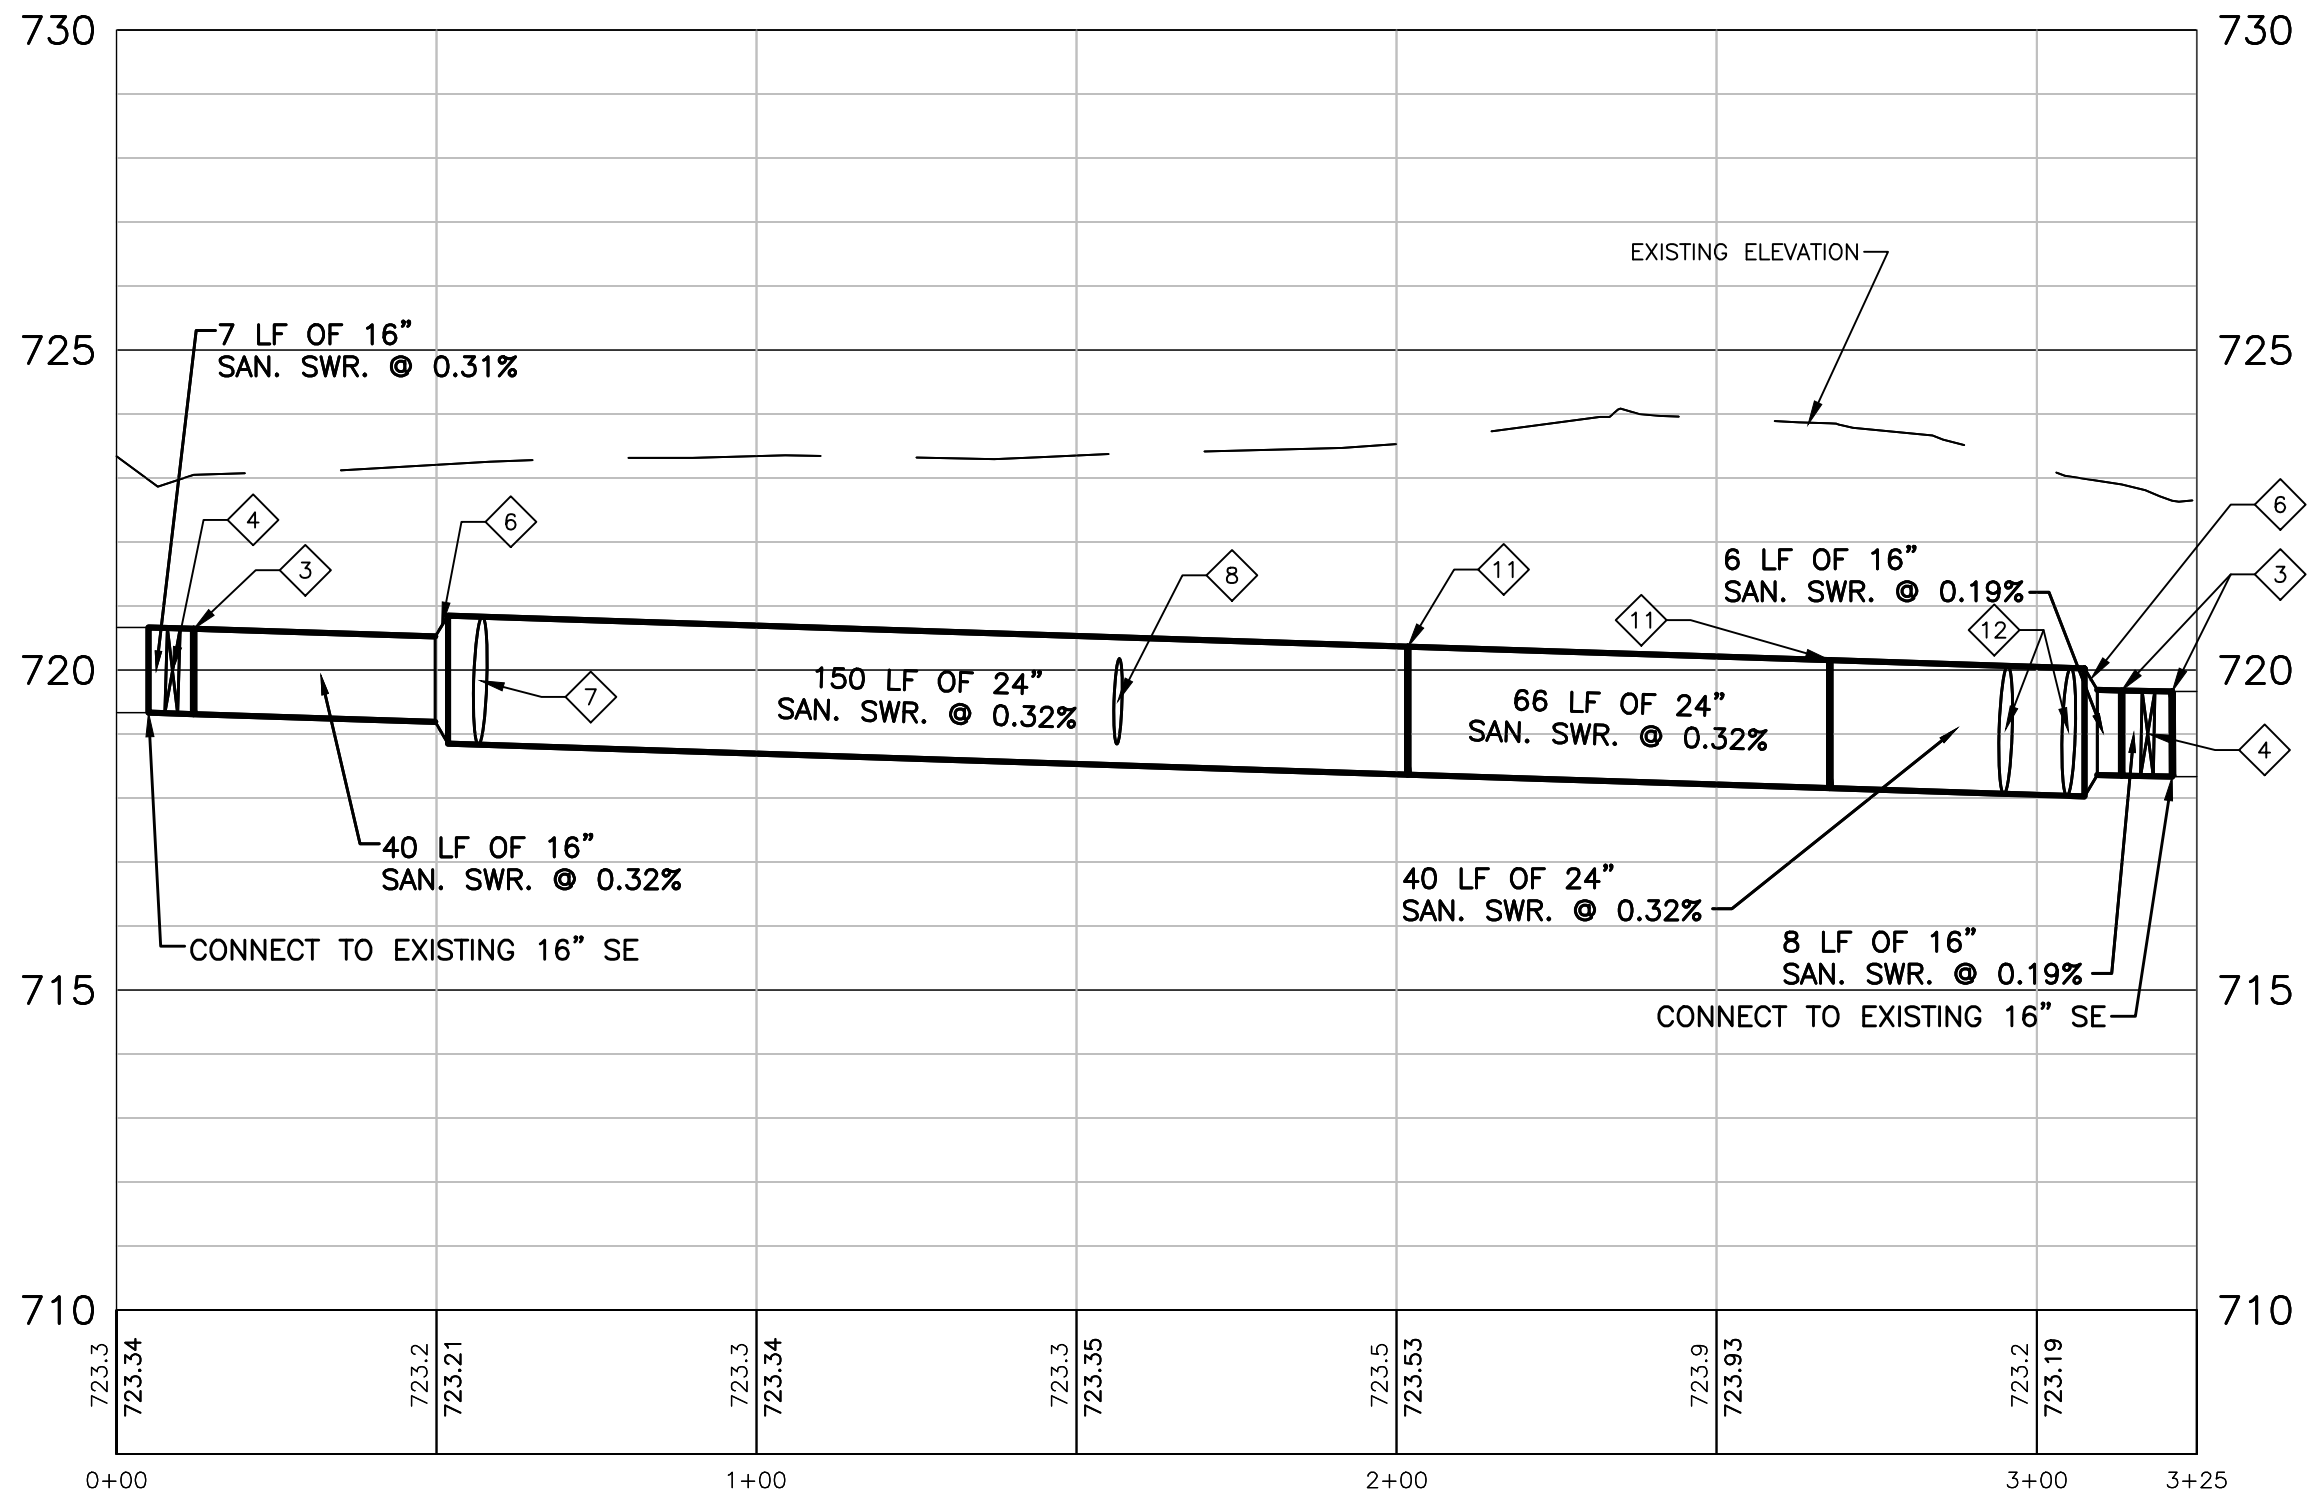 730
730
EXISTING ELEVATION
7 LF OF 16”
SAN. SWR. @ 0.31%
725
725
4
6
6
3
8
11
6 LF OF 16”
SAN. SWR. @ 0.19%
3
11
12
720
720
7
150 LF OF 24”
SAN. SWR. @ 0.32%
66 LF OF 24”
SAN. SWR. @ 0.32%
4
40 LF OF 16”
SAN. SWR. @ 0.32%
40 LF OF 24”
SAN. SWR. @ 0.32%
CONNECT TO EXISTING 16” SE
8 LF OF 16”
SAN. SWR. @ 0.19%
715
715
CONNECT TO EXISTING 16” SE
710
710
723.3
723.34
723.2
723.21
723.3
723.34
723.3
723.35
723.5
723.53
723.9
723.93
723.2
723.19
0+00
1+00
2+00
3+00
3+25